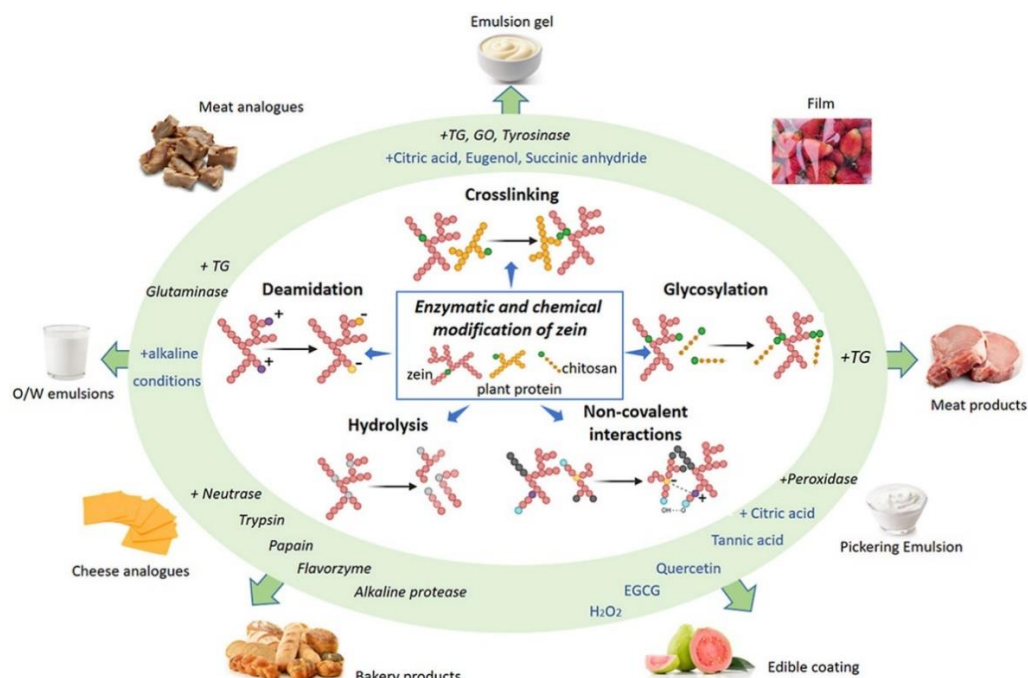 Emulsion gel
Meat analogues
Film
+TG, GO, Tyrosinase
+Citric acid, Eugenol, Succinic anhydride
Crosslinking
+ TG
Glutaminase
Deamidation
+
-
+
-
Enzymatic and chemical
modification of zein
zein
plant protein
chitosan
Glycosylation
+TG
+alkaline
conditions
O/W emulsions
Meat products
Hydrolysis
Non-covalent
interactions
-
+
OH
O
+ Neutrase
Trypsin
Papain
Flavorzyme
Alkaline protease
+Peroxidase
+ Citric acid
Tannic acid
Quercetin
EGCG
H₂O₂
Cheese analogues
Pickering Emulsion
Bakery products
Edible coating